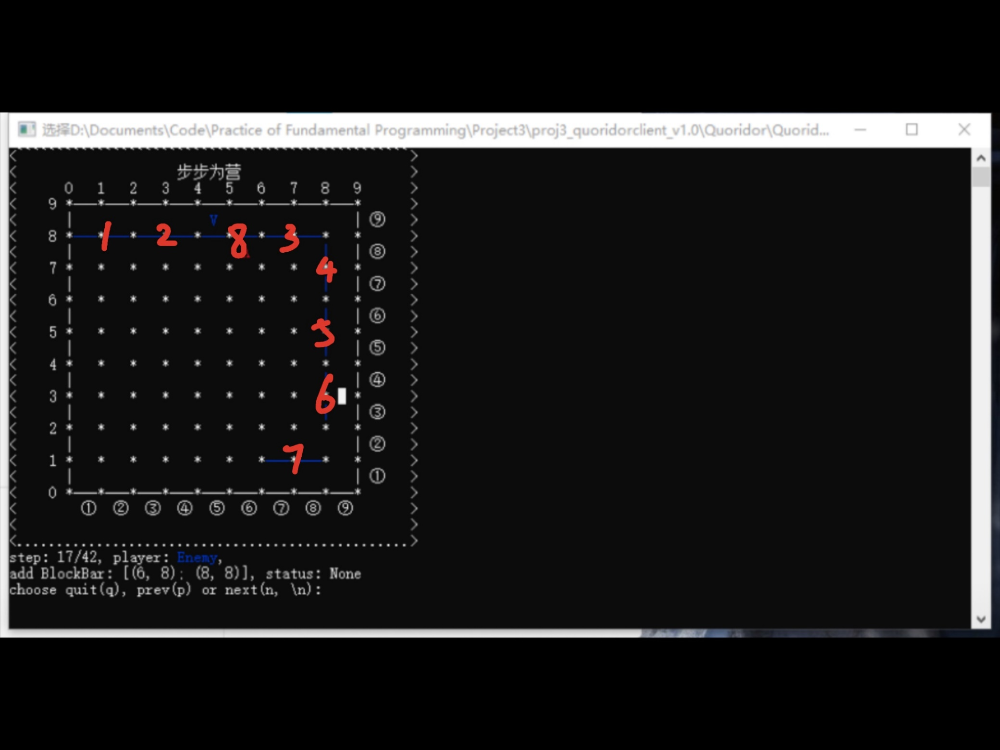 选择D:\Documents\Code\Practice of Fundamental Programming\Project3\proj3_quoridorclient_v1.0\Quoridor\Quorid...
步步为营
0 1 2 3 4 5 6 7 8 9
9
V ⑨
8 1 2 8 3
⑧
7 4
⑦
6
⑥
5 5
⑤
4
④
3 6
③
2
②
1 7
①
0
① ② ③ ④ ⑤ ⑥ ⑦ ⑧ ⑨
step: 17/42, player: Enemy,
add BlockBar: [(6, 8); (8, 8)], status: None
choose quit(q), prev(p) or next(n, \n):